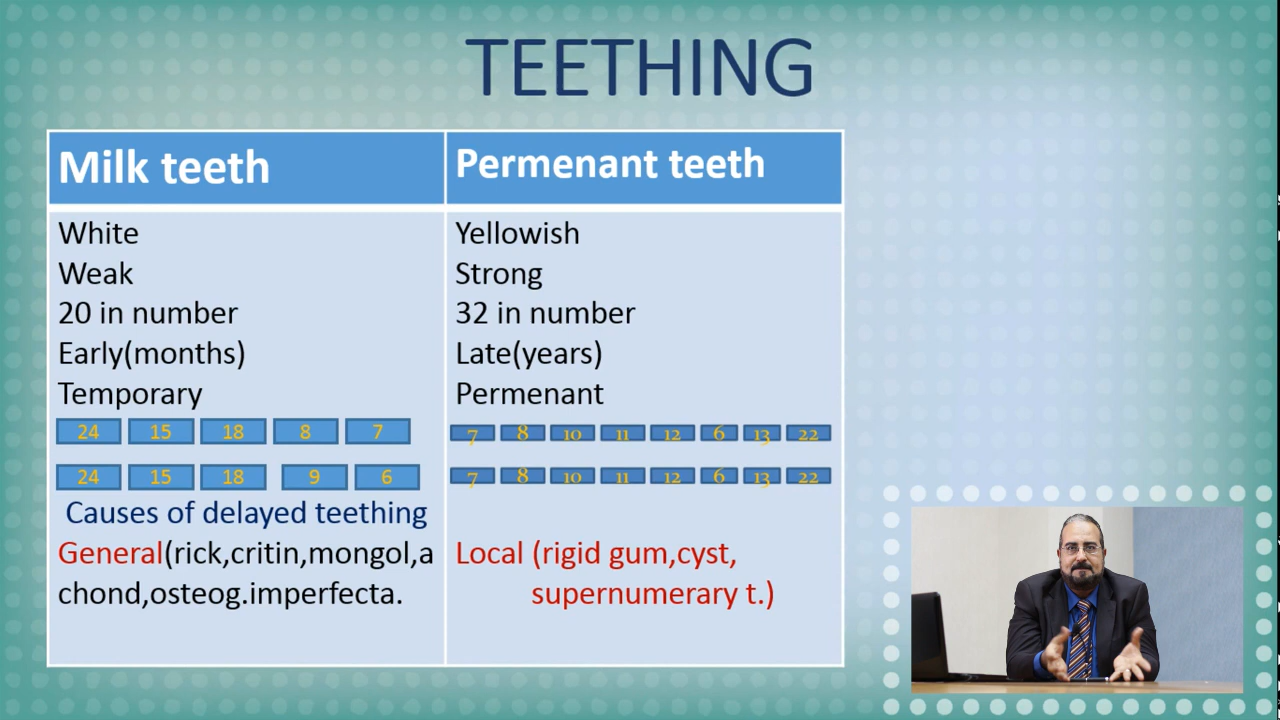 TEETHING
Milk teeth
Permenant teeth
White
Weak
20 in number
Early(months)
Temporary
24 15 18 8 7
24 15 18 9 6
Causes of delayed teething
General(rick,critin,mongol,a
chond,osteog.imperfecta.
Yellowish
Strong
32 in number
Late(years)
Permenant
7 8 10 11 12 6 13 22
7 8 10 11 12 6 13 22
Local (rigid gum,cyst,
supernumerary t.)